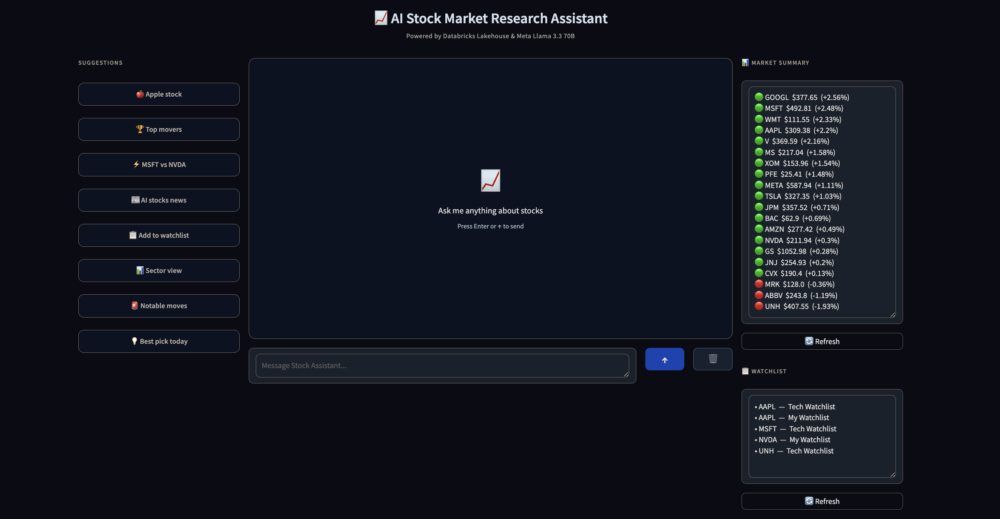 AI Stock Market Research Assistant
Powered by Databricks Lakehouse & Meta Llama 3.3 70B
SUGGESTIONS
Apple stock
Top movers
MSFT vs NVDA
AI stocks news
Add to watchlist
Sector view
Notable moves
Best pick today
Ask me anything about stocks
Press Enter or ↑ to send
Message Stock Assistant...
↑
MARKET SUMMARY
GOOGL $377.65 (+2.56%)
MSFT $492.81 (+2.48%)
WMT $111.55 (+2.33%)
AAPL $309.38 (+2.2%)
V $369.59 (+2.16%)
MS $217.04 (+1.58%)
XOM $153.96 (+1.54%)
PFE $25.41 (+1.48%)
META $587.94 (+1.11%)
TSLA $327.35 (+1.03%)
JPM $357.52 (+0.71%)
BAC $62.9 (+0.69%)
AMZN $277.42 (+0.49%)
NVDA $211.94 (+0.3%)
GS $1052.98 (+0.28%)
JNJ $254.93 (+0.2%)
CVX $190.4 (+0.13%)
MRK $128.0 (-0.36%)
ABBV $243.8 (-1.19%)
UNH $407.55 (-1.93%)
Refresh
WATCHLIST
• AAPL — Tech Watchlist
• AAPL — My Watchlist
• MSFT — Tech Watchlist
• NVDA — My Watchlist
• UNH — Tech Watchlist
Refresh